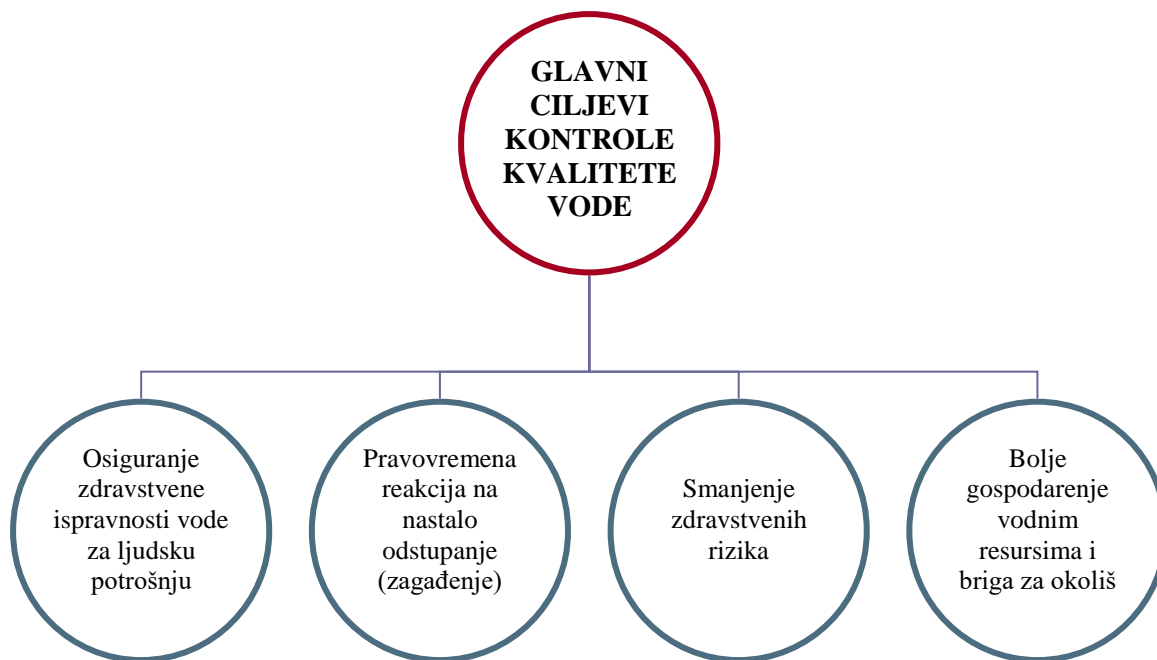 GLAVNI
CILJEVI
KONTROLE
KVALITETE
VODE
Osiguranje
zdravstvene
ispravnosti vode
za ljudsku
potrošnju
Pravovremena
reakcija na
nastalo
odstupanje
(zagađenje)
Smanjenje
zdravstvenih
rizika
Bolje
gospodarenje
vodnim
resursima i
briga za okoliš